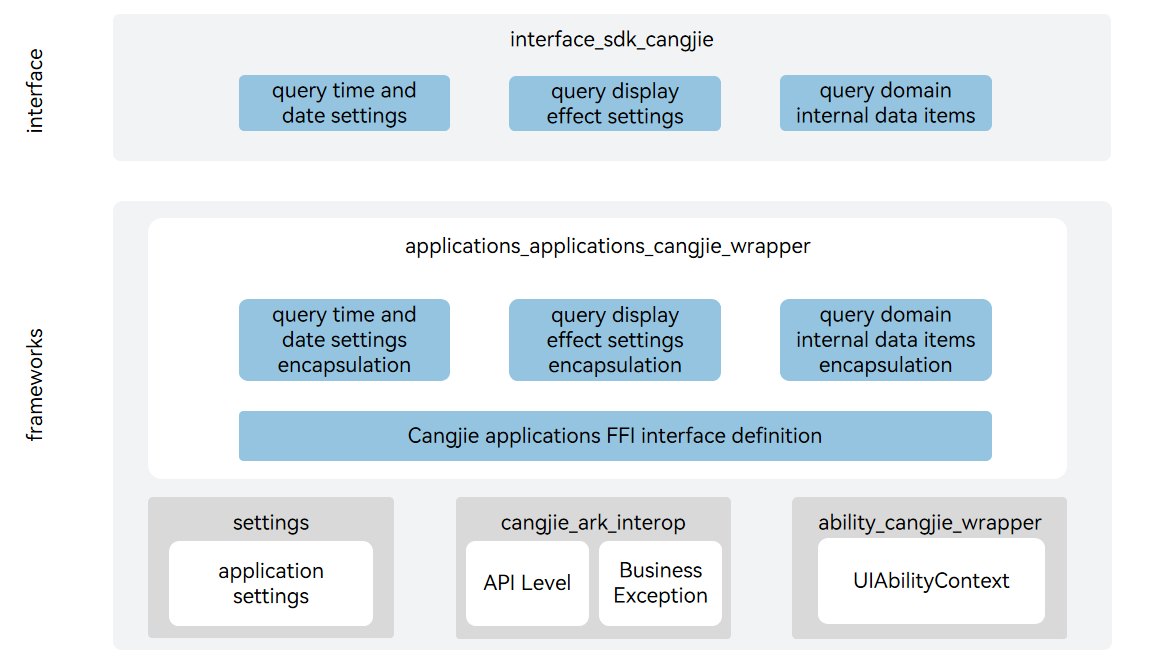 interface
interface_sdk_cangjie
query time and
date settings
query display
effect settings
query domain
internal data items
frameworks
applications_applications_cangjie_wrapper
query time and
date settings
encapsulation
query display
effect settings
encapsulation
query domain
internal data items
encapsulation
Cangjie applications FFI interface definition
settings
application
settings
cangjie_ark_interop
API Level
Business
Exception
ability_cangjie_wrapper
UIAbilityContext